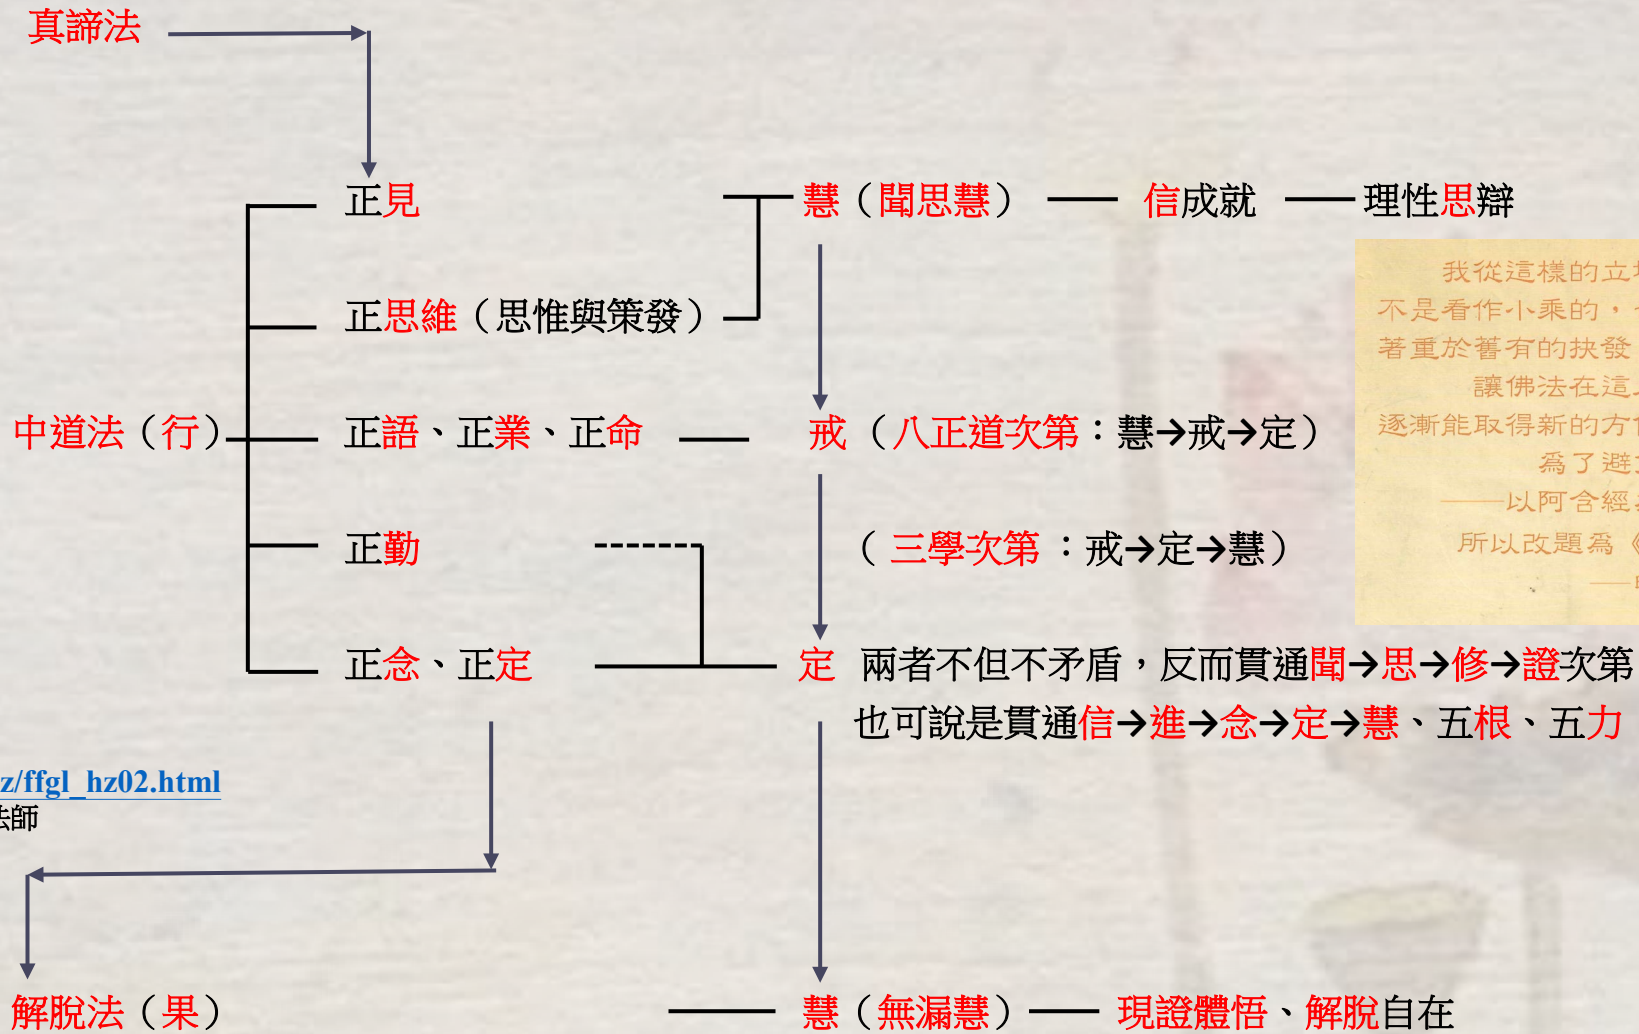 真諦法
正見
慧（聞思慧）
信成就
理性思辯
正思維（思惟與策發）
中道法（行）
正語、正業、正命
戒（八正道次第：慧→戒→定）
正勤
（三學次第：戒→定→慧）
正念、正定
定
兩者不但不矛盾，反而貫通聞→思→修→證次第
也可說是貫通信→進→念→定→慧、五根、五力
我從這樣的立
不是看作小乘的，
著重於舊有的抉發
讓佛法在這
逐漸能取得新的方
為了避
——以阿含經
所以改題為《
z/ffgl_hz02.html
法師
解脫法（果）
慧（無漏慧）
現證體悟、解脫自在